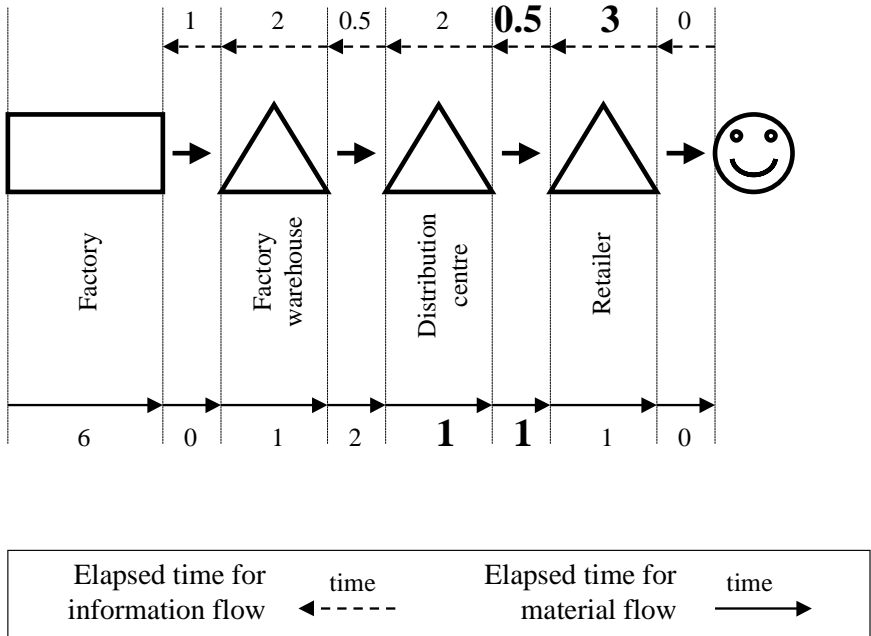 1 2 0.5 2 0.5 3 0
Factory
Factory
warehouse
Distribution
centre
Retailer
6 0 1 2 1 1 1 0
Elapsed time for
information flow
time
Elapsed time for
material flow
time